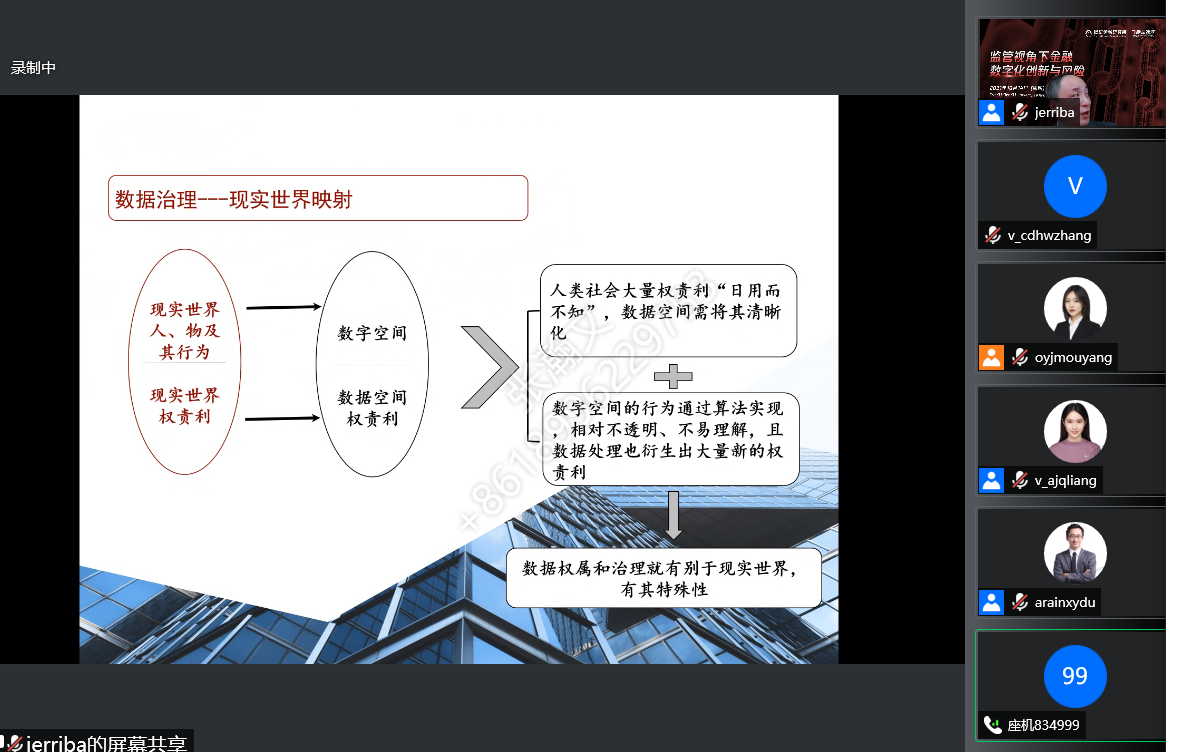 录制中
数据治理---现实世界映射
现实世界
人、物及
其行为
现实世界
权责利
数字空间
数据空间
权责利
人类社会大量权责利“日用而
不知”，数据空间需将其清晰
化
数字空间的行为通过算法实现
，相对不透明、不易理解，且
数据处理也衍生出大量新的权
责利
数据权属和治理就有别于现实世界，
有其特殊性
监管视角下金融
数字化创新与风险
jerriba
V
v_cdhwzhang
oyjmouyang
v_ajqliang
arainxydu
99
座机834999
jerriba的屏幕共享